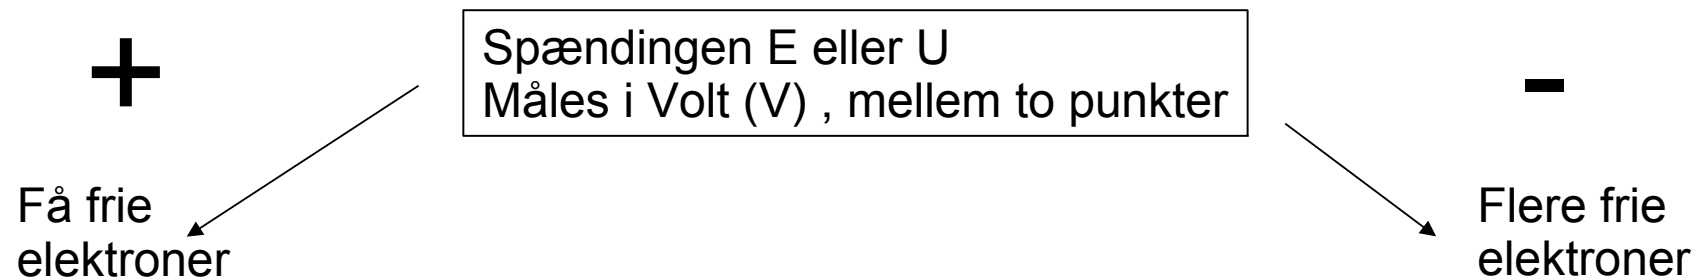 +
Spændingen E eller U
Måles i Volt (V) , mellem to punkter
-
Få frie
elektroner
Flere frie
elektroner